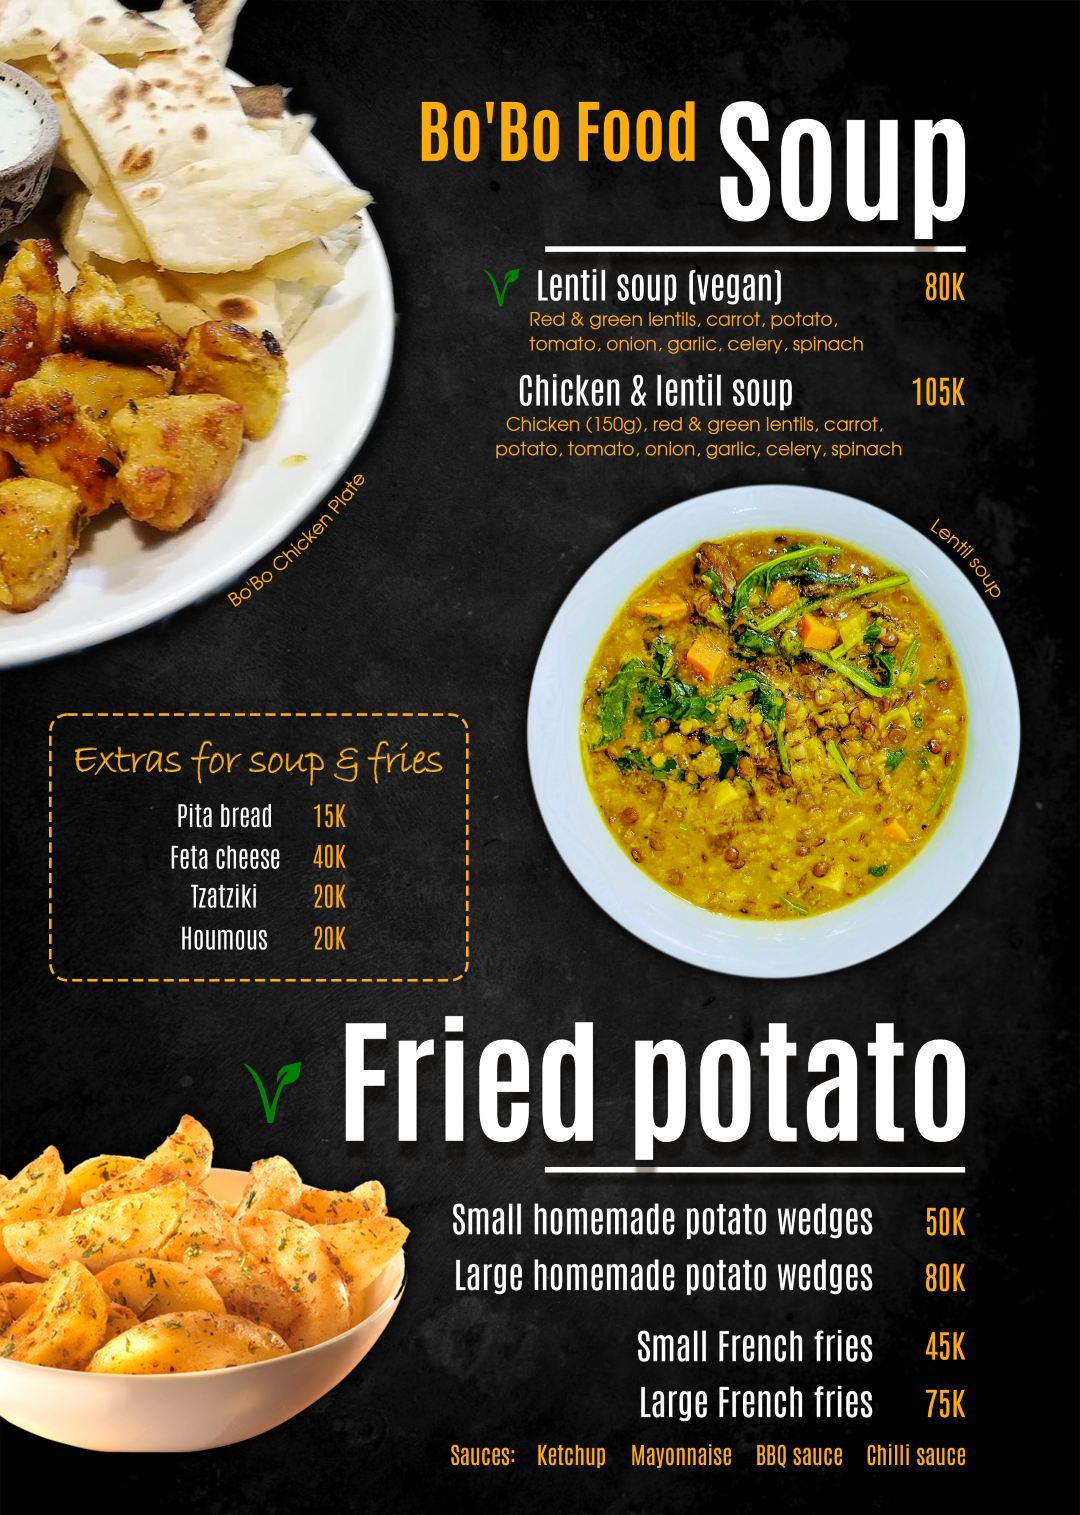 Bo'Bo Food Soup
Lentil soup (vegan) 80K
Red & green lentils, carrot, potato,
tomato, onion, garlic, celery, spinach
Chicken & lentil soup 105K
Chicken (150g), red & green lentils, carrot,
potato, tomato, onion, garlic, celery, spinach
Bo'Bo Chicken Plate
Lentil soup
Extras for soup & fries
Pita bread 15K
Feta cheese 40K
Tzatziki 20K
Houmous 20K
Fried potato
Small homemade potato wedges 50K
Large homemade potato wedges 80K
Small French fries 45K
Large French fries 75K
Sauces: Ketchup Mayonnaise BBQ sauce Chilli sauce